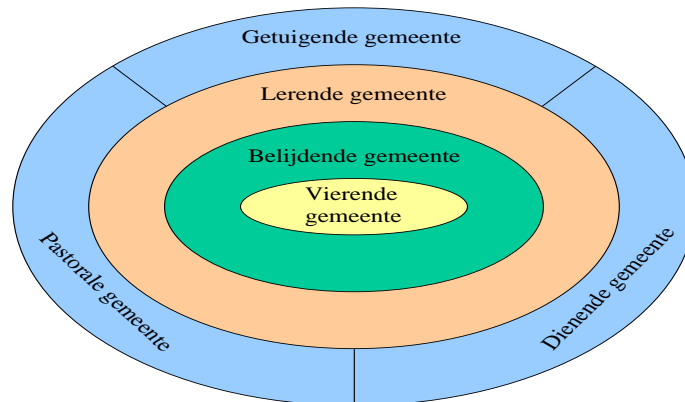 Getuigende gemeente
Lerende gemeente
Belijdende gemeente
Vierende
gemeente
Pastorale gemeente
Dienende gemeente